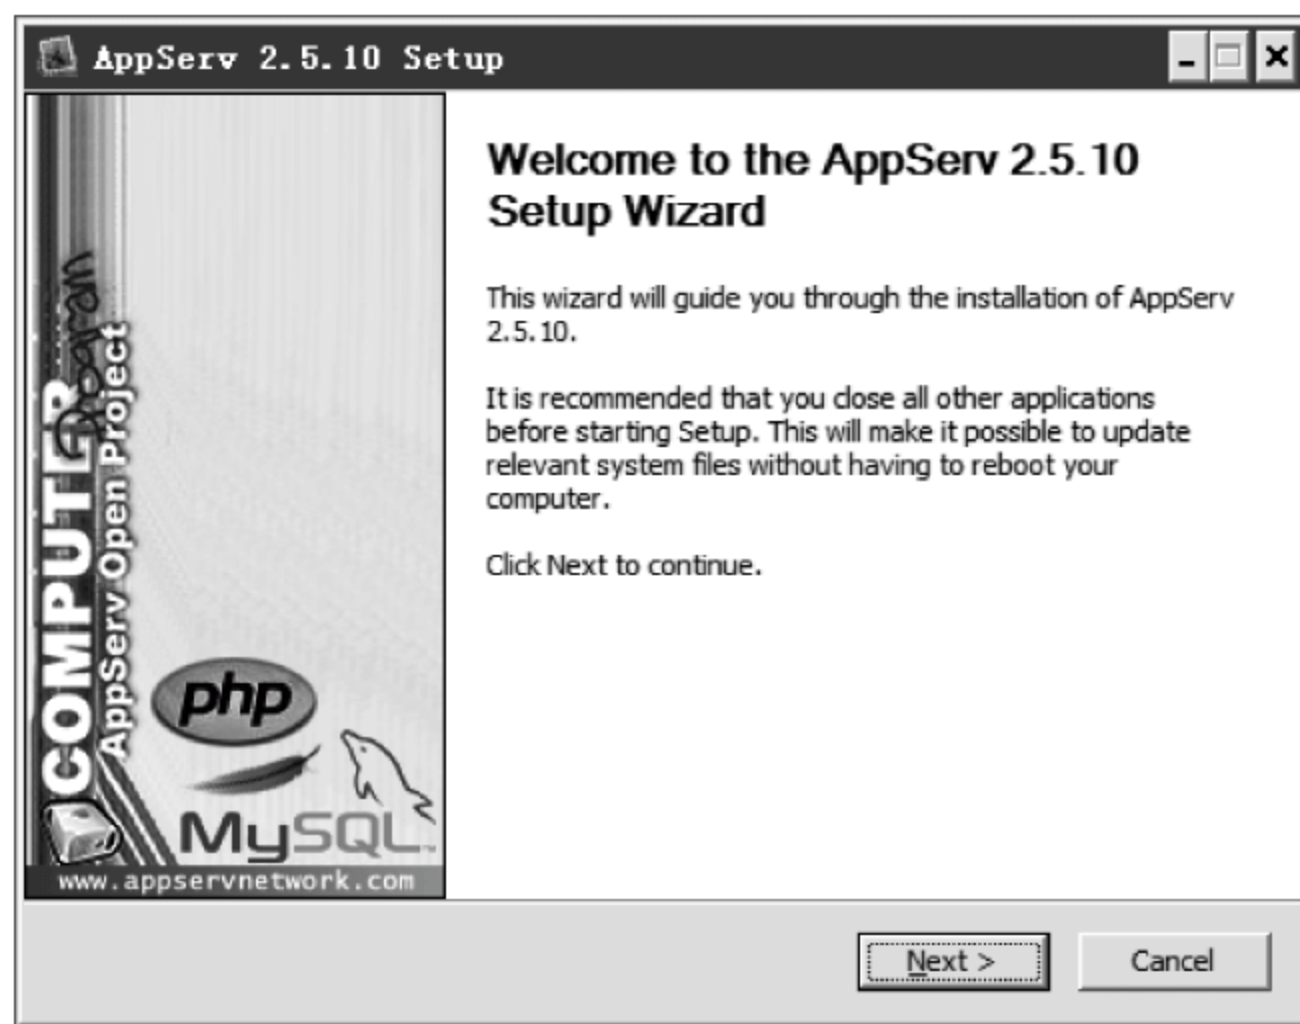 AppServ 2.5.10 Setup
Welcome to the AppServ 2.5.10
Setup Wizard
This wizard will guide you through the installation of AppServ
2.5.10.
It is recommended that you close all other applications
before starting Setup. This will make it possible to update
relevant system files without having to reboot your
computer.
Click Next to continue.
COMPUTER
AppServ Open Project
php
MySQL
www.appservnetwork.com
Next >
Cancel